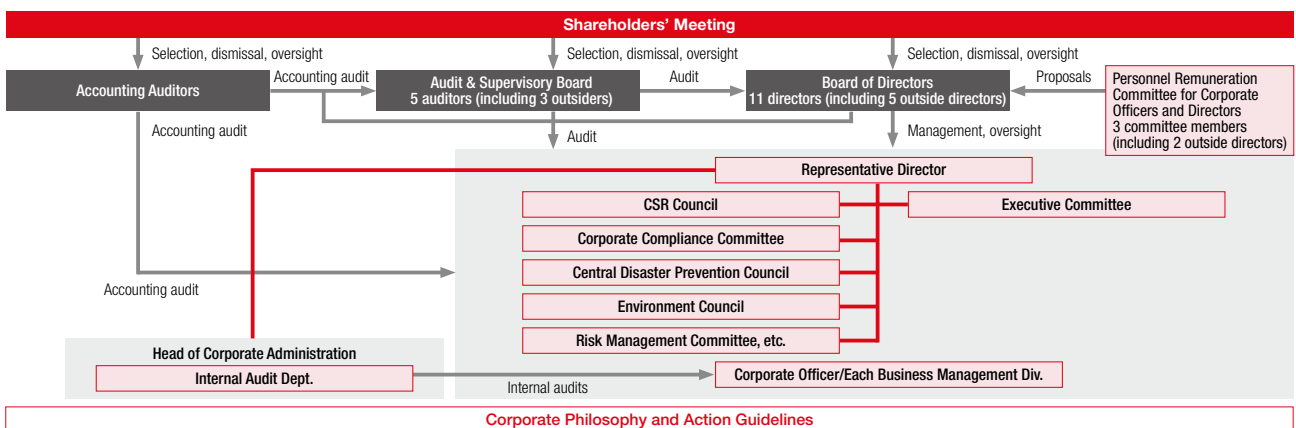 Shareholders' Meeting
Selection, dismissal, oversight
Selection, dismissal, oversight
Selection, dismissal, oversight
Accounting Auditors
Accounting audit
Audit & Supervisory Board
5 auditors (including 3 outsiders)
Audit
Board of Directors
11 directors (including 5 outside directors)
Proposals
Personnel Remuneration
Committee for Corporate
Officers and Directors
3 committee members
(including 2 outside directors)
Accounting audit
Audit
Management, oversight
Representative Director
CSR Council
Executive Committee
Corporate Compliance Committee
Central Disaster Prevention Council
Accounting audit
Environment Council
Risk Management Committee, etc.
Head of Corporate Administration
Internal Audit Dept.
Internal audits
Corporate Officer/Each Business Management Div.
Corporate Philosophy and Action Guidelines